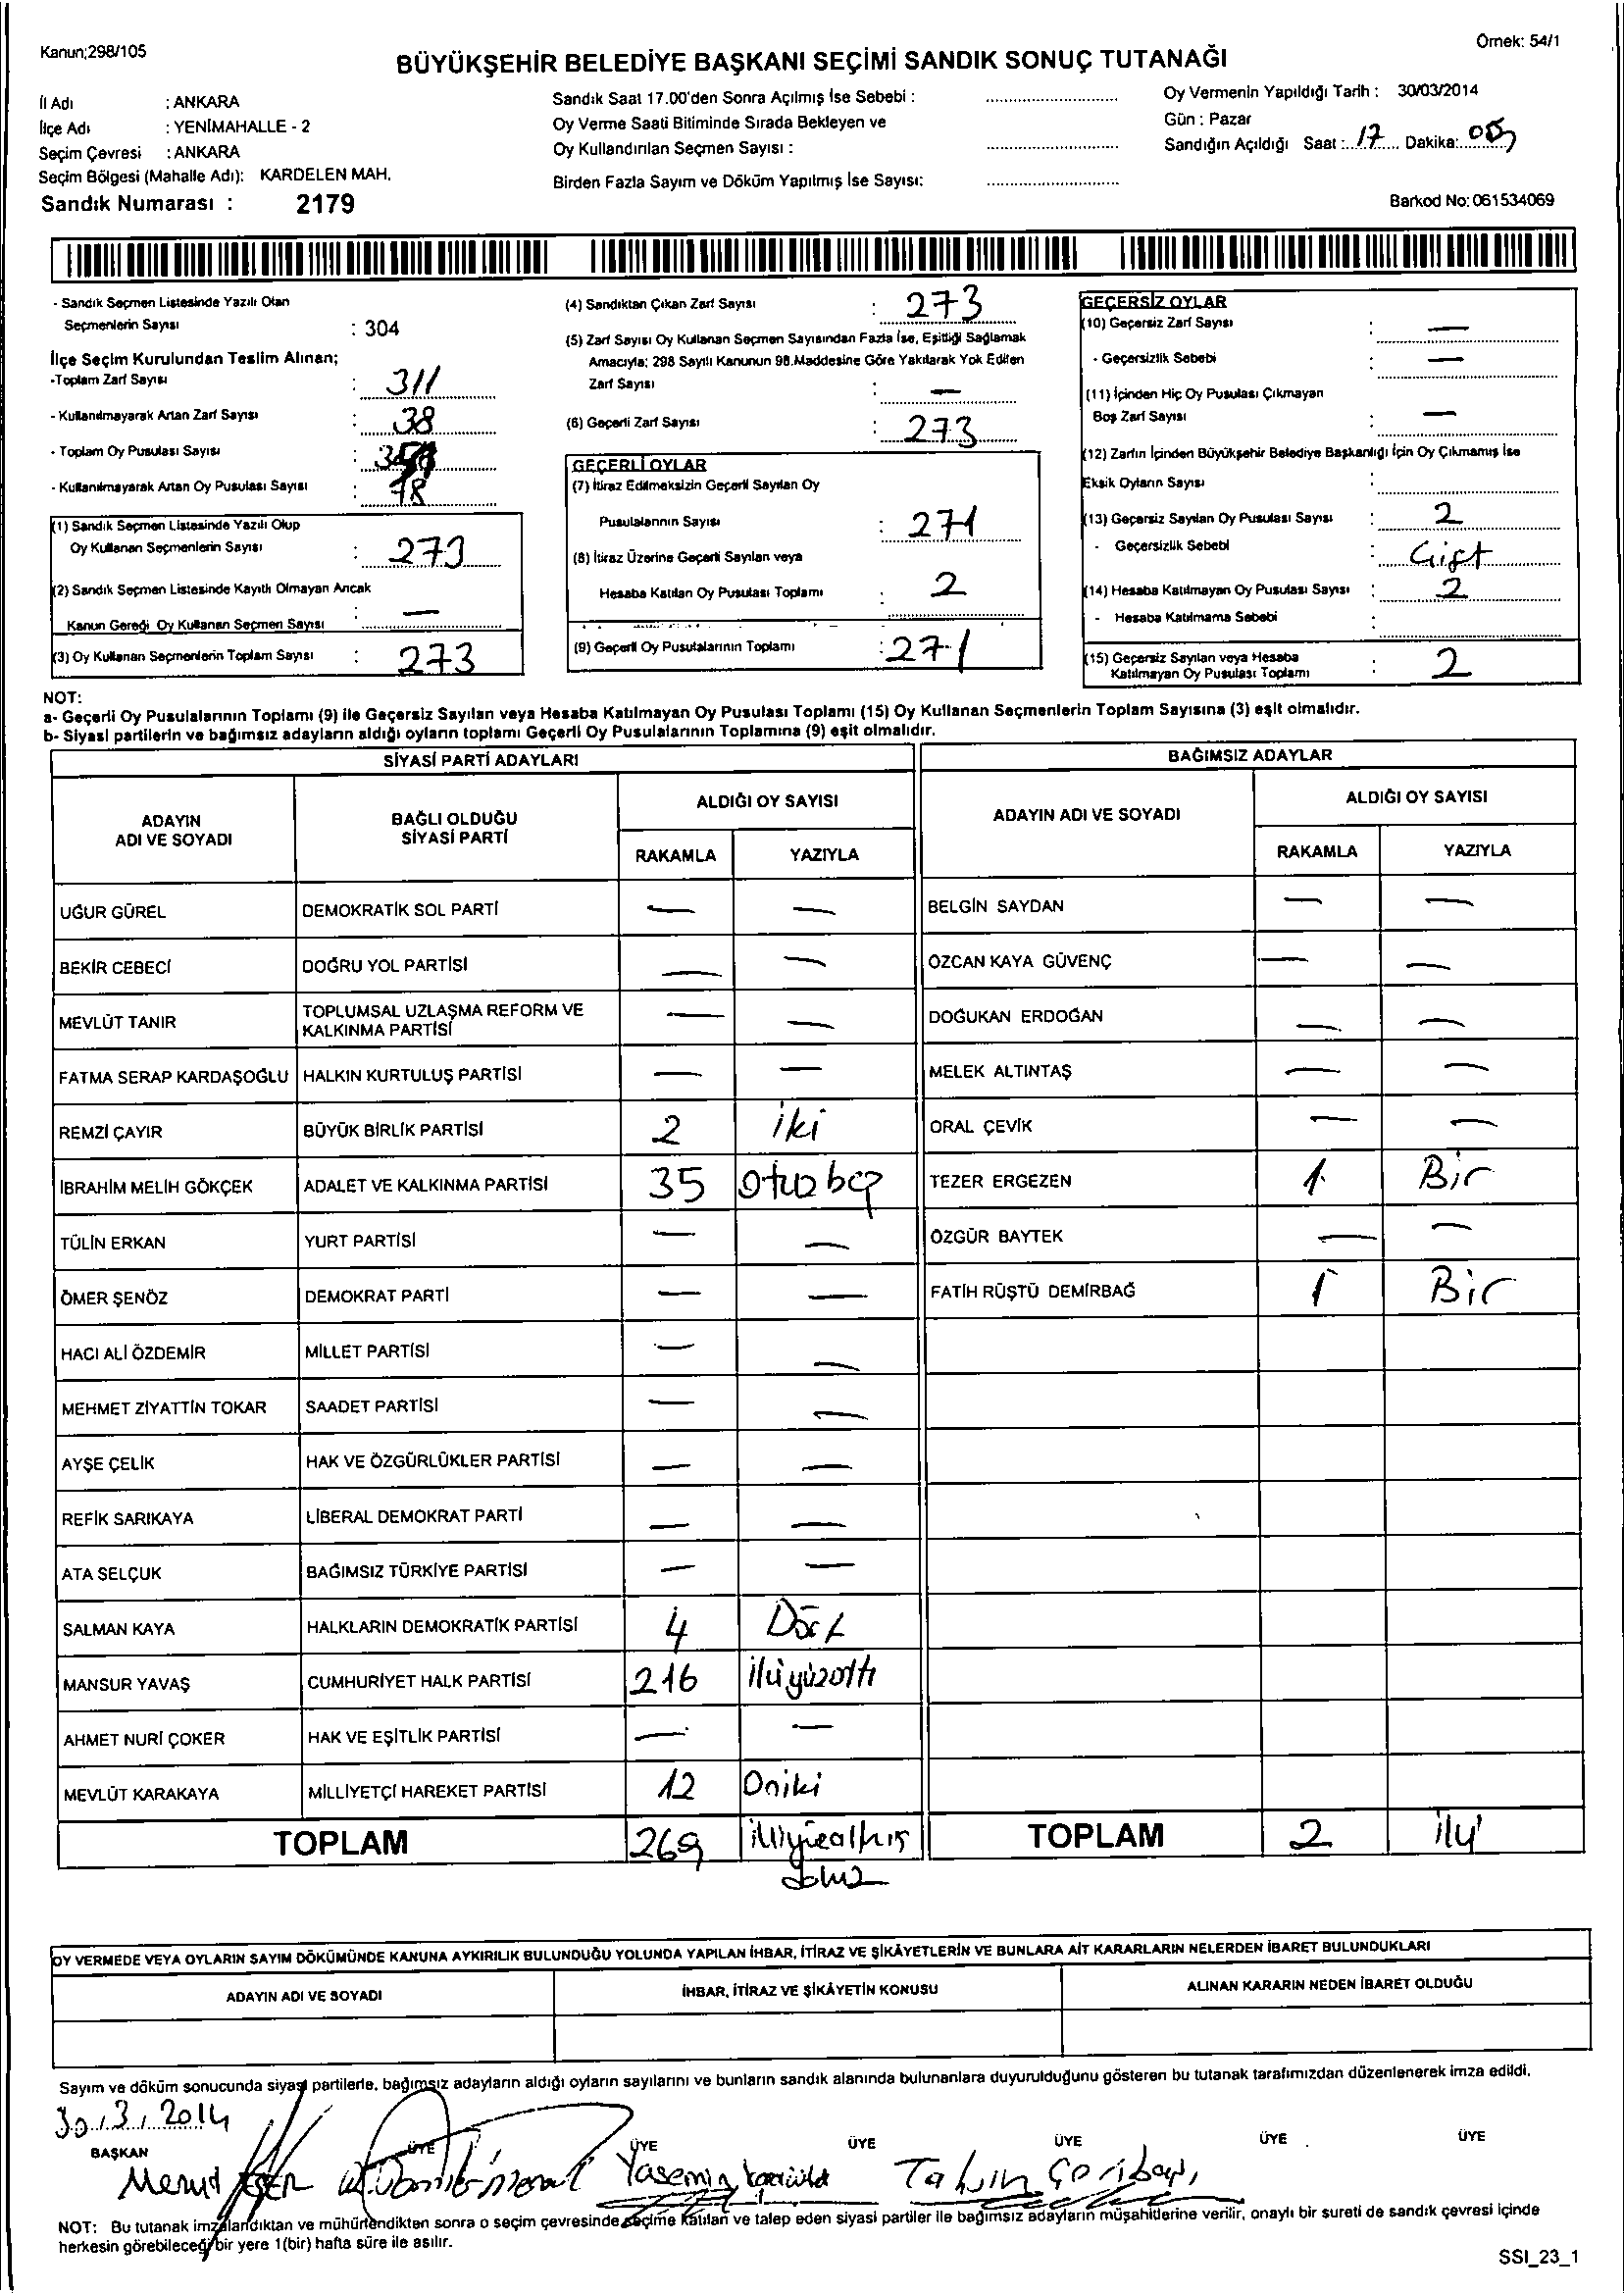 Kanun;298/105
Örnek: 54/1
BÜYÜKŞEHİR BELEDİYE BAŞKANI SEÇİMİ SANDIK SONUÇ TUTANAĞI
İl Adı : ANKARA
İlçe Adı : YENİMAHALLE - 2
Seçim Çevresi : ANKARA
Seçim Bölgesi (Mahalle Adı): KARDELEN MAH.
Sandık Numarası : 2179
Sandık Saat 17.00'den Sonra Açılmış İse Sebebi :
Oy Verme Saati Bitiminde Sırada Bekleyen ve
Oy Kullandırılan Seçmen Sayısı :
Birden Fazla Sayım ve Döküm Yapılmış İse Sayısı:
Oy Vermenin Yapıldığı Tarih : 30/03/2014
Gün : Pazar
Sandığın Açıldığı Saat : 17 Dakika:
Barkod No: 061534069
- Sandık Seçmen Listesinde Yazılı Olan
Seçmenlerin Sayısı : 304
İlçe Seçim Kurulundan Teslim Alınan;
-Toplam Zarf Sayısı : 311
- Kullanılmayarak Artan Zarf Sayısı : 38
- Toplam Oy Pusulası Sayısı :
- Kullanılmayarak Artan Oy Pusulası Sayısı : 78
(1) Sandık Seçmen Listesinde Yazılı Olup
Oy Kullanan Seçmenlerin Sayısı : 273
(2) Sandık Seçmen Listesinde Kayıtlı Olmayan Ancak
Kanun Gereği Oy Kullanan Seçmen Sayısı : —
(3) Oy Kullanan Seçmenlerin Toplam Sayısı : 273
(4) Sandıktan Çıkan Zarf Sayısı : 273
(5) Zarf Sayısı Oy Kullanan Seçmen Sayısından Fazla İse, Eşitliği Sağlamak
Amacıyla; 298 Sayılı Kanunun 98.Maddesine Göre Yakılarak Yok Edilen
Zarf Sayısı : —
(6) Geçerli Zarf Sayısı : 273
GEÇERLİ OYLAR
(7) İtiraz Edilmeksizin Geçerli Sayılan Oy
Pusulalarının Sayısı : 271
(8) İtiraz Üzerine Geçerli Sayılan veya
Hesaba Katılan Oy Pusulası Toplamı : 2
(9) Geçerli Oy Pusulalarının Toplamı : 271
GEÇERSİZ OYLAR
(10) Geçersiz Zarf Sayısı : —
- Geçersizlik Sebebi : —
(11) İçinden Hiç Oy Pusulası Çıkmayan
Boş Zarf Sayısı : —
(12) Zarfın İçinden Büyükşehir Belediye Başkanlığı İçin Oy Çıkmamış İse
Eksik Oyların Sayısı :
(13) Geçersiz Sayılan Oy Pusulası Sayısı : 2
- Geçersizlik Sebebi : Çift
(14) Hesaba Katılmayan Oy Pusulası Sayısı : 2
- Hesaba Katılmama Sebebi :
(15) Geçersiz Sayılan veya Hesaba
Katılmayan Oy Pusulası Toplamı : 2
NOT:
a- Geçerli Oy Pusulalarının Toplamı (9) ile Geçersiz Sayılan veya Hesaba Katılmayan Oy Pusulası Toplamı (15) Oy Kullanan Seçmenlerin Toplam Sayısına (3) eşit olmalıdır.
b- Siyasi partilerin ve bağımsız adayların aldığı oyların toplamı Geçerli Oy Pusulalarının Toplamına (9) eşit olmalıdır.
SİYASİ PARTİ ADAYLARI
ADAYIN ADI VE SOYADI BAĞLI OLDUĞU SİYASİ PARTİ ALDIĞI OY SAYISI
RAKAMLA YAZIYLA
UĞUR GÜREL DEMOKRATİK SOL PARTİ — —
BEKİR CEBECİ DOĞRU YOL PARTİSİ — —
MEVLÜT TANIR TOPLUMSAL UZLAŞMA REFORM VE KALKINMA PARTİSİ — —
FATMA SERAP KARDAŞOĞLU HALKIN KURTULUŞ PARTİSİ — —
REMZİ ÇAYIR BÜYÜK BİRLİK PARTİSİ 2 iki
İBRAHİM MELİH GÖKÇEK ADALET VE KALKINMA PARTİSİ 35 otuzbeş
TÜLİN ERKAN YURT PARTİSİ — —
ÖMER ŞENÖZ DEMOKRAT PARTİ — —
HACI ALİ ÖZDEMİR MİLLET PARTİSİ — —
MEHMET ZİYATTİN TOKAR SAADET PARTİSİ — —
AYŞE ÇELİK HAK VE ÖZGÜRLÜKLER PARTİSİ — —
REFİK SARIKAYA LİBERAL DEMOKRAT PARTİ — —
ATA SELÇUK BAĞIMSIZ TÜRKİYE PARTİSİ — —
SALMAN KAYA HALKLARIN DEMOKRATİK PARTİSİ 4 Dört
MANSUR YAVAŞ CUMHURİYET HALK PARTİSİ 216 ikiyüzaltı
AHMET NURİ ÇOKER HAK VE EŞİTLİK PARTİSİ — —
MEVLÜT KARAKAYA MİLLİYETÇİ HAREKET PARTİSİ 12 Oniki
TOPLAM 269 ikiyüzaltmış
dokuz
BAĞIMSIZ ADAYLAR
ADAYIN ADI VE SOYADI ALDIĞI OY SAYISI
RAKAMLA YAZIYLA
BELGİN SAYDAN — —
ÖZCAN KAYA GÜVENÇ — —
DOĞUKAN ERDOĞAN — —
MELEK ALTINTAŞ — —
ORAL ÇEVİK — —
TEZER ERGEZEN 1 Bir
ÖZGÜR BAYTEK — —
FATİH RÜŞTÜ DEMİRBAĞ 1 Bir
TOPLAM 2 iki
OY VERMEDE VEYA OYLARIN SAYIM DÖKÜMÜNDE KANUNA AYKIRILIK BULUNDUĞU YOLUNDA YAPILAN İHBAR, İTİRAZ VE ŞİKÂYETLERİN VE BUNLARA AİT KARARLARIN NELERDEN İBARET BULUNDUKLARI
ADAYIN ADI VE SOYADI İHBAR, İTİRAZ VE ŞİKÂYETİN KONUSU ALINAN KARARIN NEDEN İBARET OLDUĞU
Sayım ve döküm sonucunda siyasi partilerle, bağımsız adayların aldığı oyların sayılarını ve bunların sandık alanında bulunanlara duyurulduğunu gösteren bu tutanak tarafımızdan düzenlenerek imza edildi.
30.3.2014
BAŞKAN ÜYE ÜYE ÜYE ÜYE ÜYE ÜYE
Yasemin Tahsin
NOT: Bu tutanak imzalandıktan ve mühürlendikten sonra o seçim çevresinde seçime katılan ve talep eden siyasi partiler ile bağımsız adayların müşahitlerine verilir, onaylı bir sureti de sandık çevresi içinde
herkesin görebileceği bir yere 1(bir) hafta süre ile asılır.
SSI_23_1